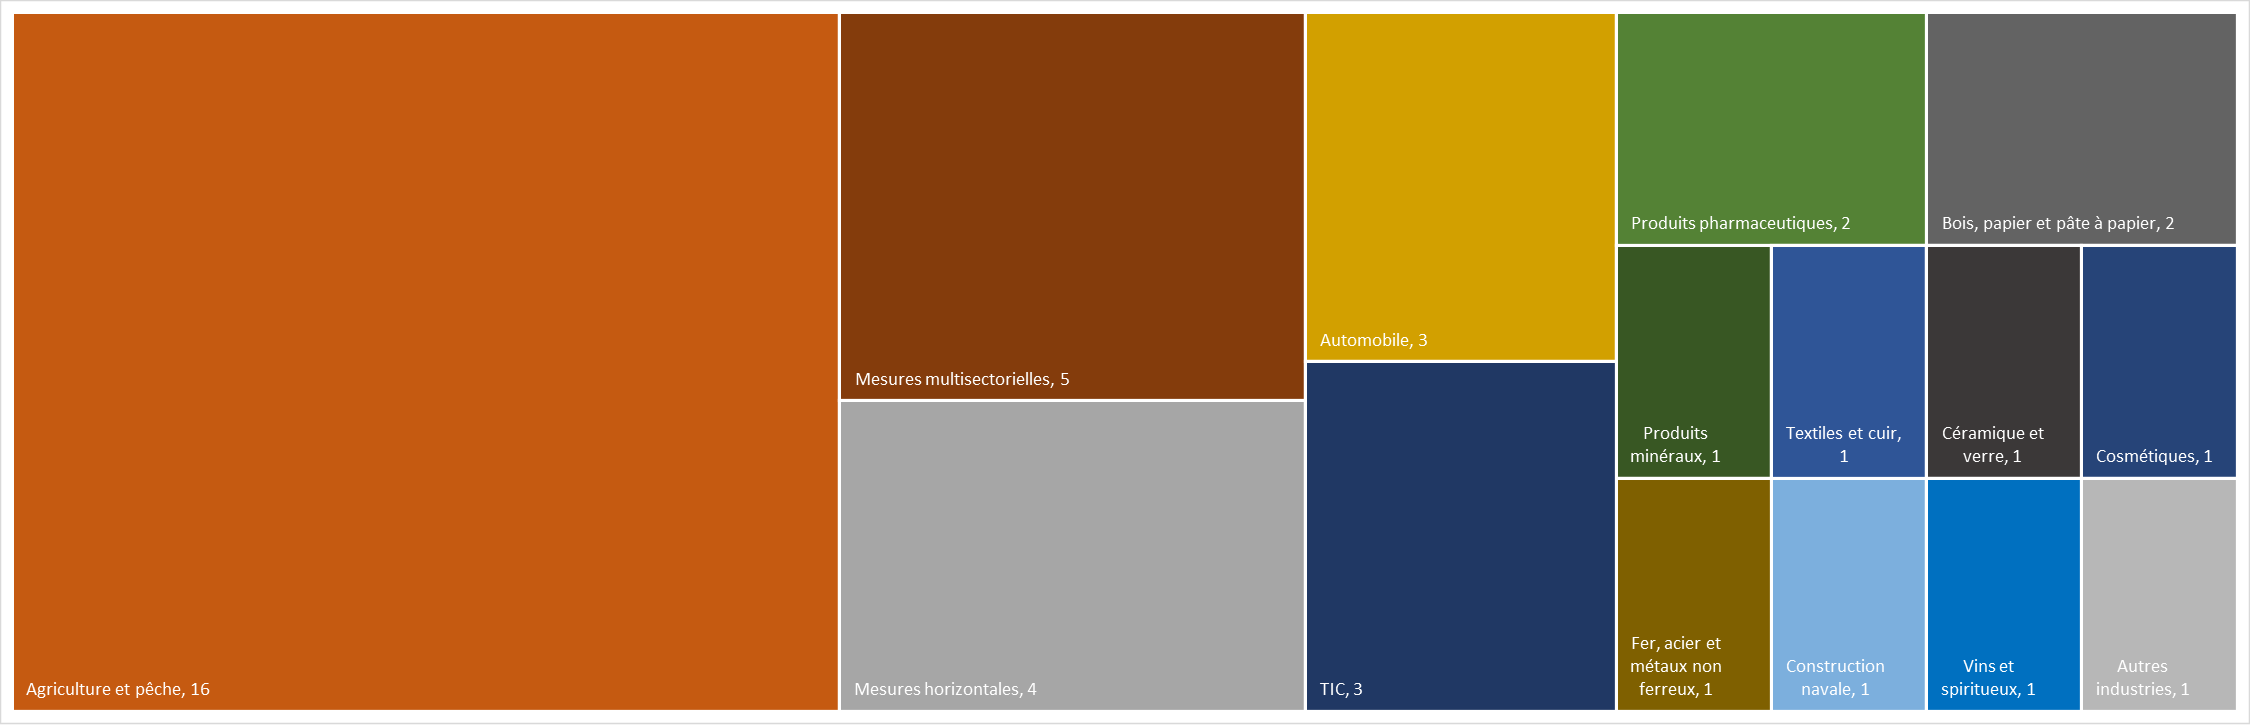 Agriculture et pêche, 16
Mesures multisectorielles, 5
Mesures horizontales, 4
Automobile, 3
TIC, 3
Produits pharmaceutiques, 2
Bois, papier et pâte à papier, 2
Produits
minéraux, 1
Textiles et cuir,
1
Céramique et
verre, 1
Cosmétiques, 1
Fer, acier et
métaux non
ferreux, 1
Construction
navale, 1
Vins et
spiritueux, 1
Autres
industries, 1